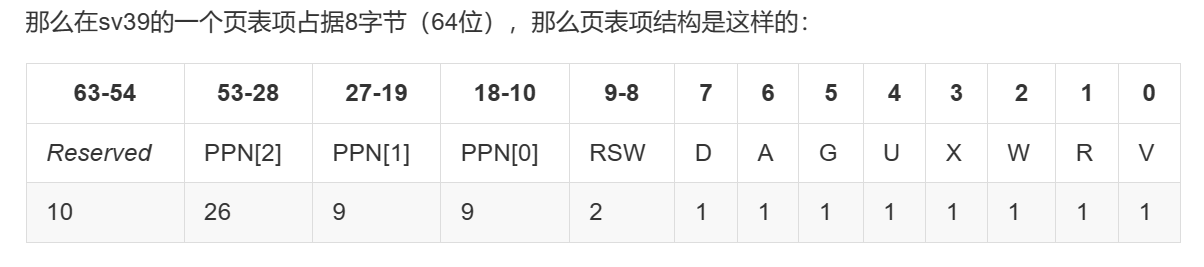 那么在sv39的一个页表项占据8字节（64位），那么页表项结构是这样的：
63-54 53-28 27-19 18-10 9-8 7 6 5 4 3 2 1 0
Reserved PPN[2] PPN[1] PPN[0] RSW D A G U X W R V
10 26 9 9 2 1 1 1 1 1 1 1 1